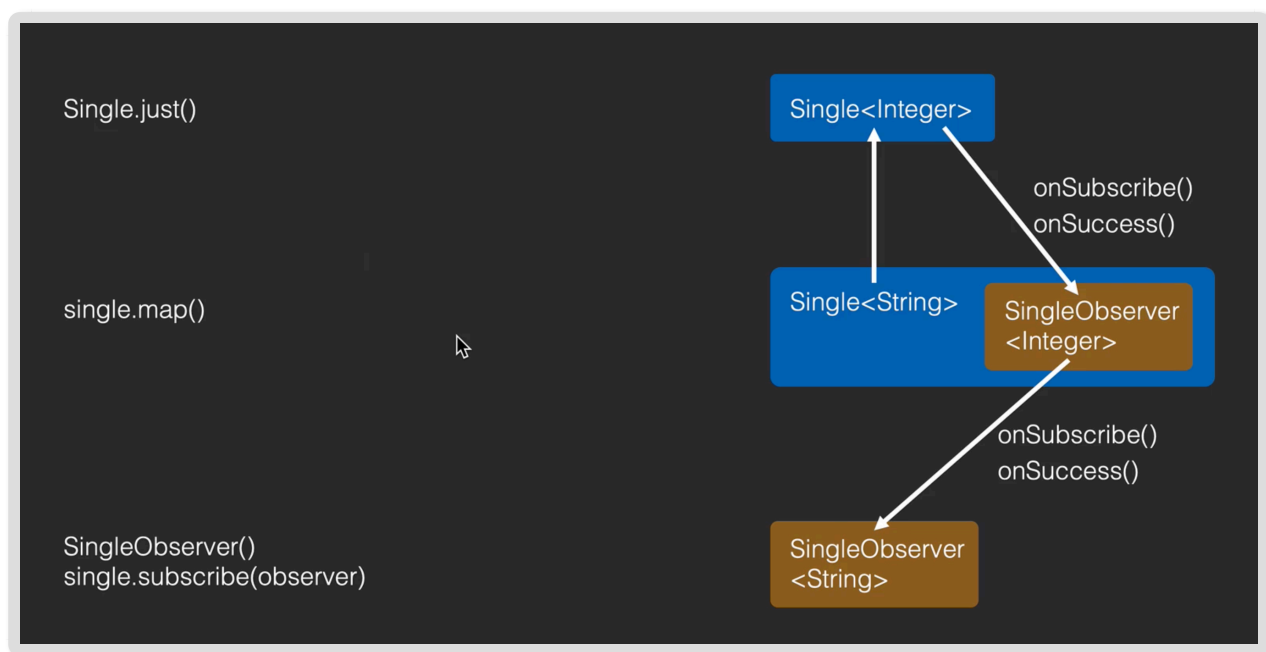 Single.just()
Single<Integer>
onSubscribe()
onSuccess()
single.map()
Single<String>
SingleObserver
<Integer>
onSubscribe()
onSuccess()
SingleObserver()
single.subscribe(observer)
SingleObserver
<String>